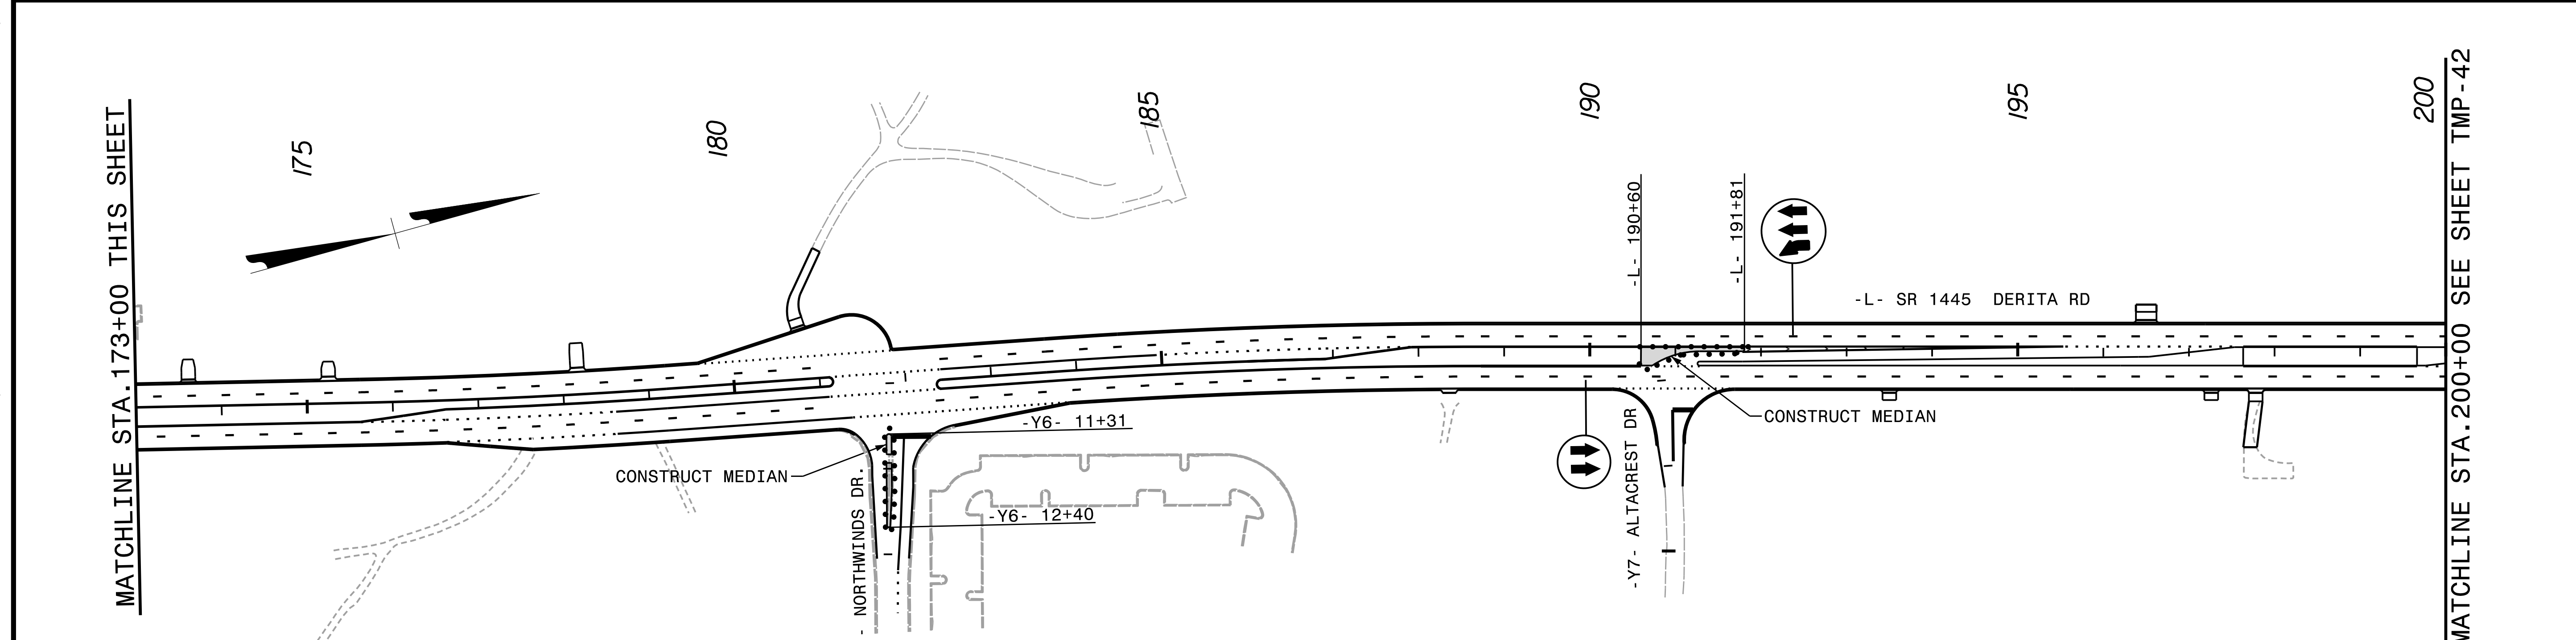 MATCHLINE STA.173+00 THIS SHEET
175
180
185
190
195
200
MATCHLINE STA.200+00 SEE SHEET TMP-42
-L- 190+60
-L- 191+81
-L- SR 1445 DERITA RD
-Y6- 11+31
CONSTRUCT MEDIAN
-Y6- 12+40
- NORTHWINDS DR.
-Y7- ALTACREST DR
CONSTRUCT MEDIAN